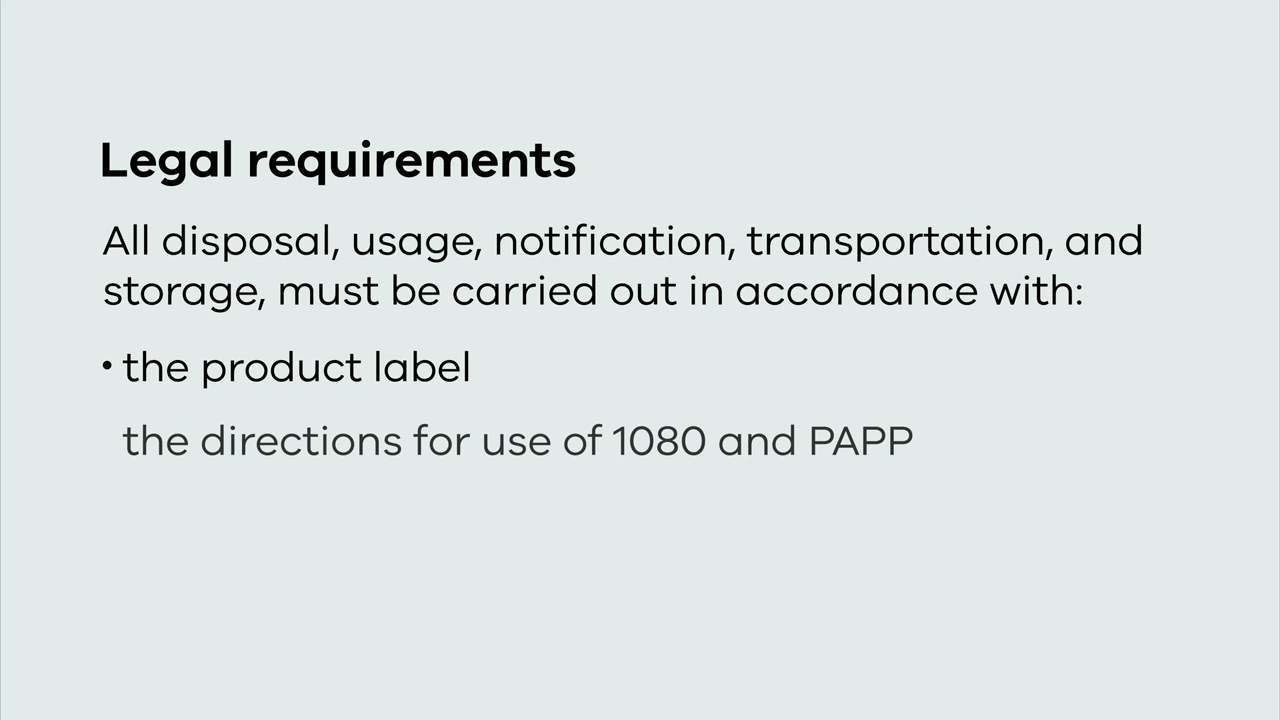 Legal requirements
All disposal, usage, notification, transportation, and
storage, must be carried out in accordance with:
• the product label
the directions for use of 1080 and PAPP